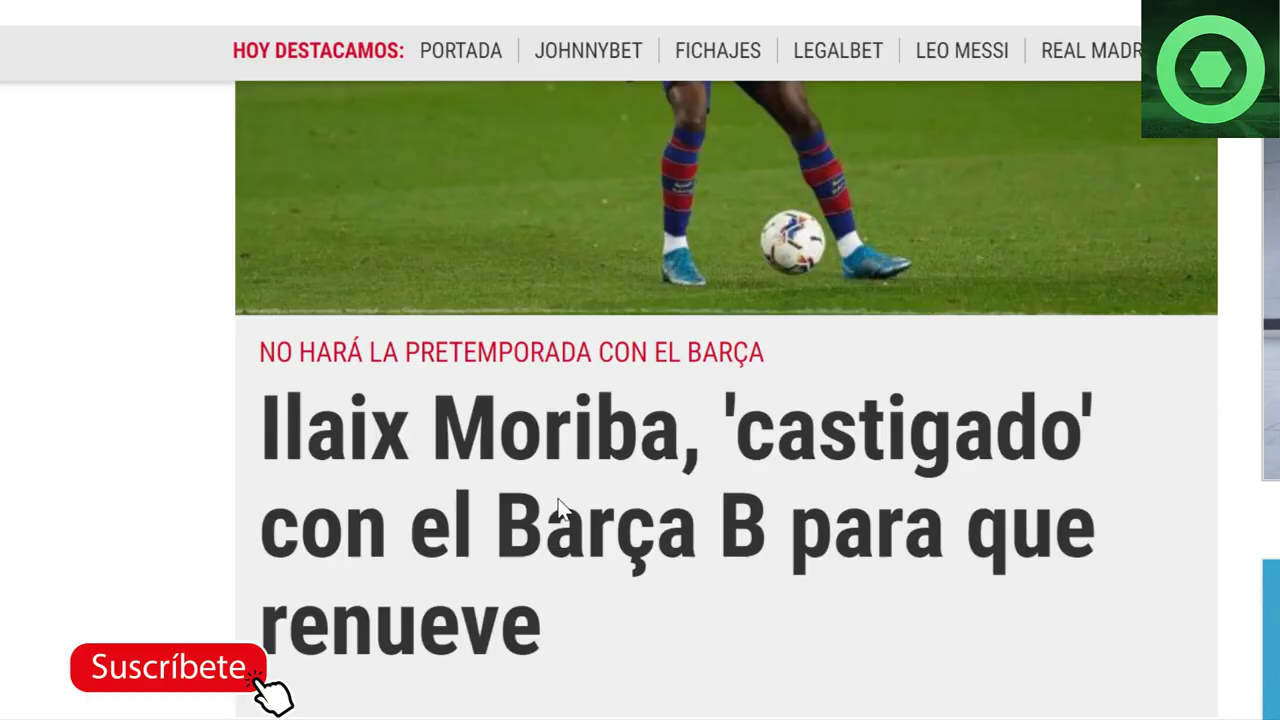 HOY DESTACAMOS: PORTADA JOHNNYBET FICHAJES LEGALBET LEO MESSI REAL MADR
NO HARÁ LA PRETEMPORADA CON EL BARÇA
Ilaix Moriba, 'castigado'
con el Barça B para que
renueve
Suscríbete